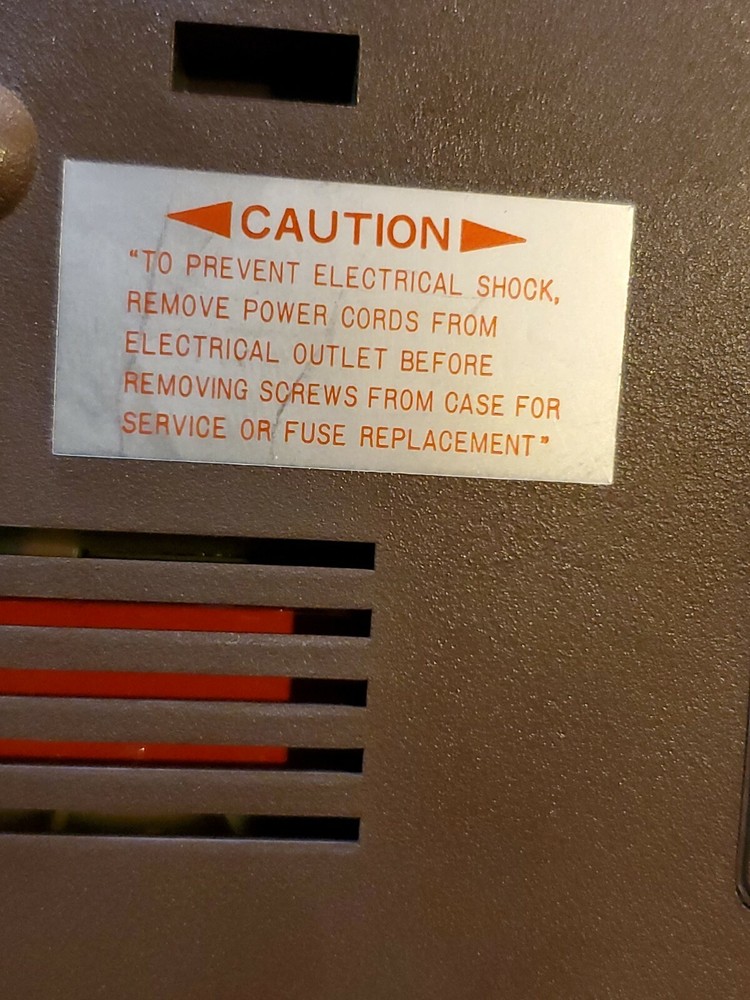 CAUTION
“TO PREVENT ELECTRICAL SHOCK,
REMOVE POWER CORDS FROM
ELECTRICAL OUTLET BEFORE
REMOVING SCREWS FROM CASE FOR
SERVICE OR FUSE REPLACEMENT”